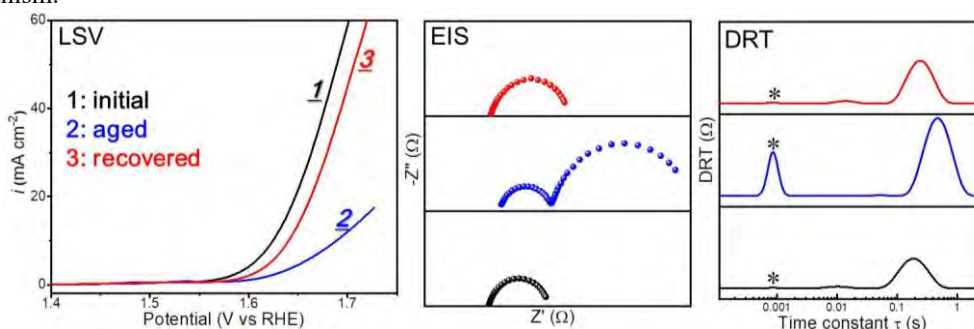 LSV
1: initial
2: aged
3: recovered
1
3
2
i (mA cm⁻²)
60
40
20
0
1.4
1.5
1.6
1.7
Potential (V vs RHE)
EIS
-Z'' (Ω)
Z' (Ω)
DRT
*
*
*
DRT (Ω)
0.001
0.01
0.1
1
Time constant τ (s)